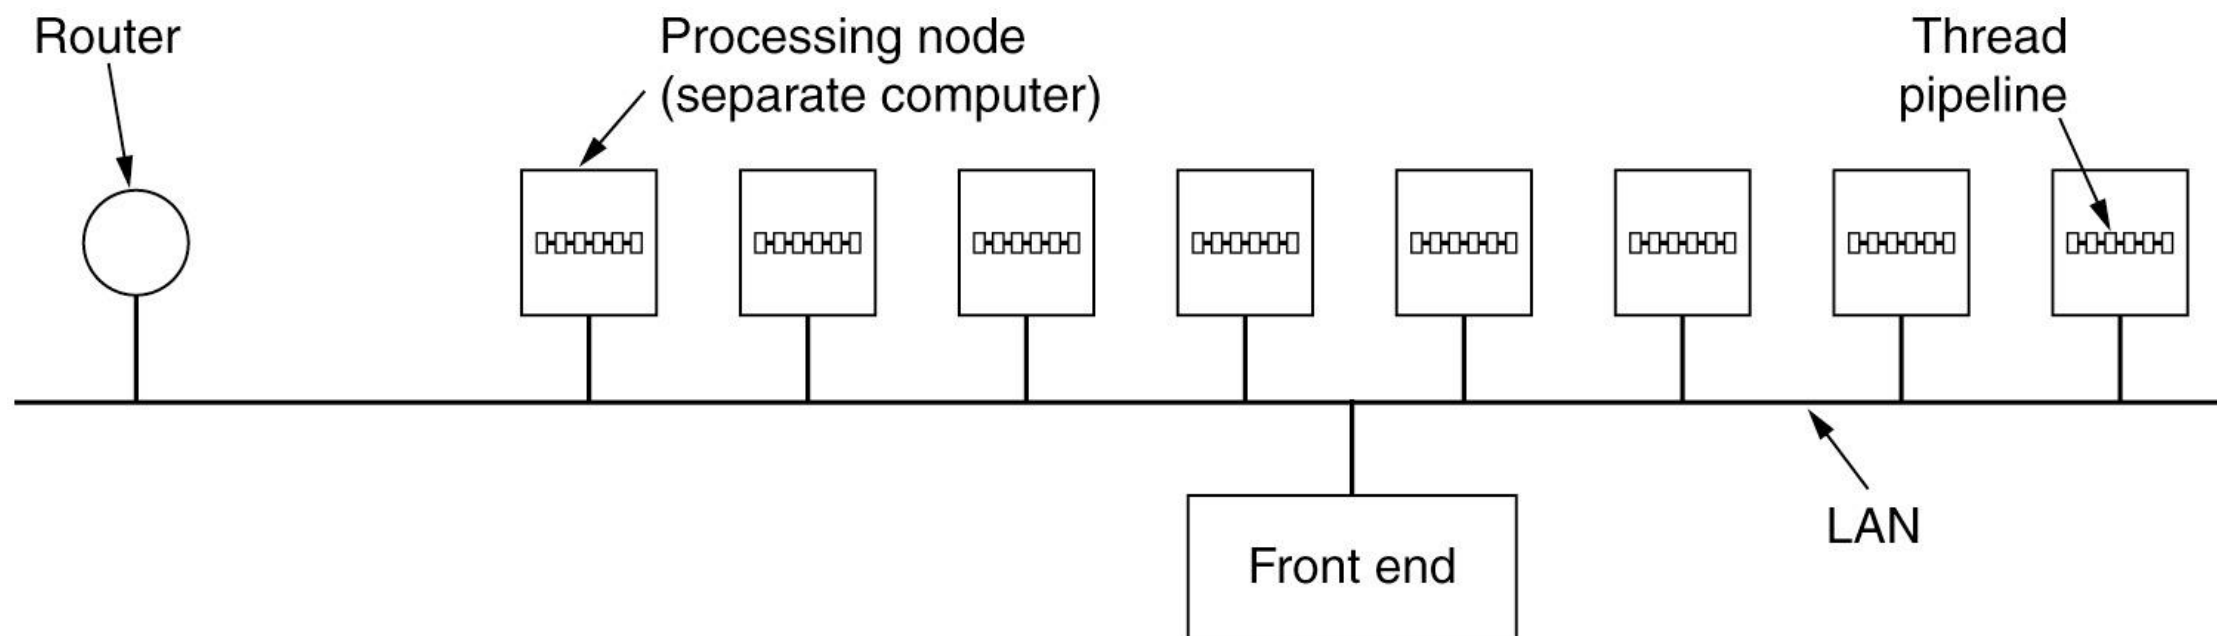 Router
Processing node
(separate computer)
Thread
pipeline
LAN
Front end